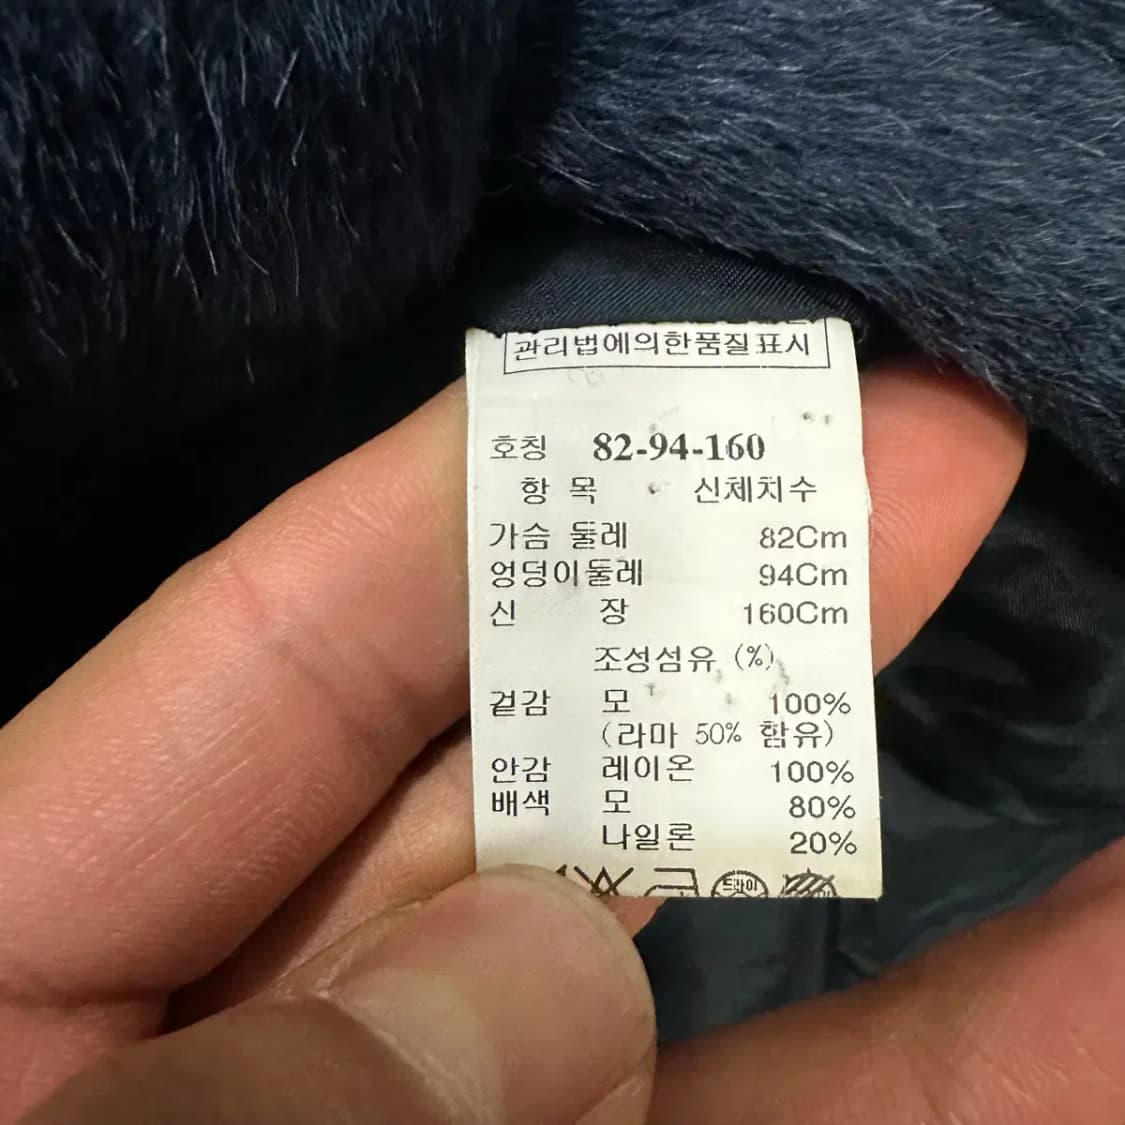 관리법에의한품질표시
호칭 82-94-160
항 목 신체치수
가슴 둘레 82Cm
엉덩이둘레 94Cm
신 장 160Cm
조성섬유 (%)
겉감 모 100%
(라마 50% 함유)
안감 레이온 100%
배색 모 80%
나일론 20%
드라이